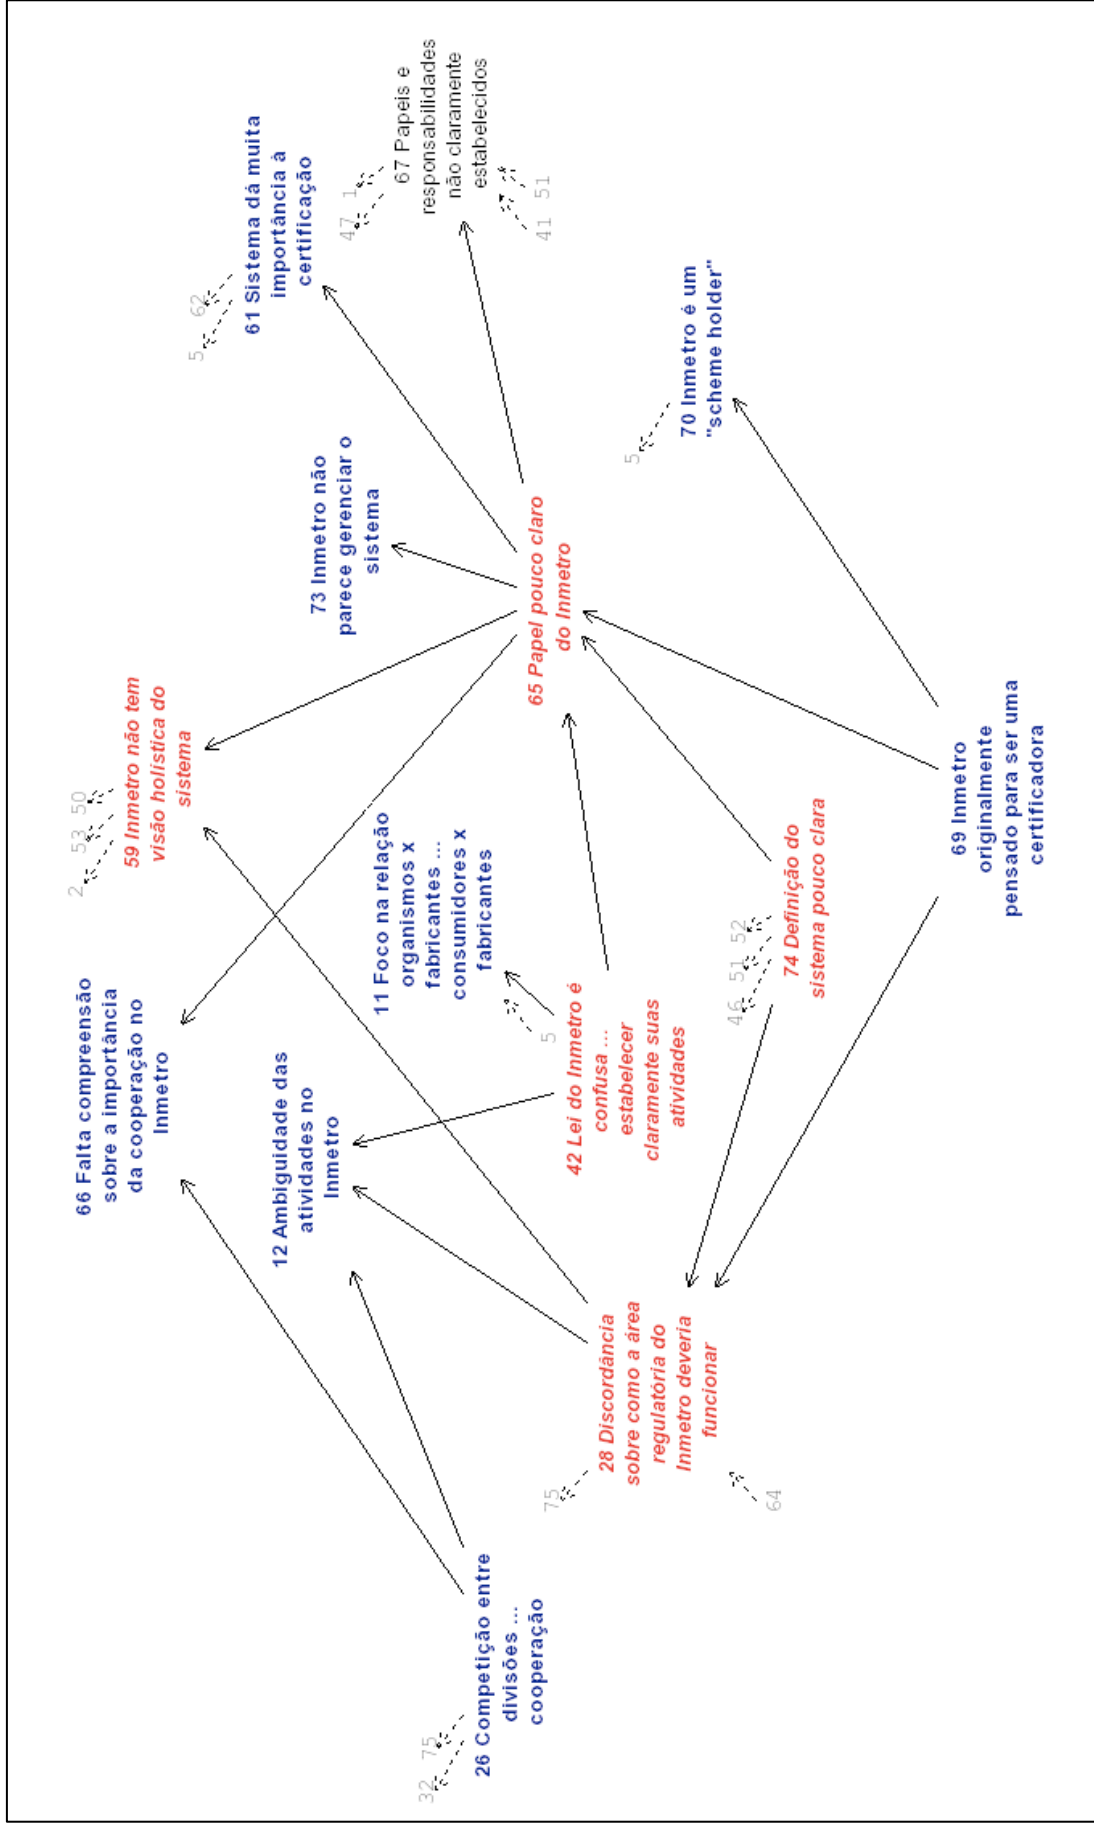 2 53 50
66 Falta compreensão
sobre a importância
da cooperação no
Inmetro
59 Inmetro não tem
visão holística do
sistema
5 62
61 Sistema dá muita
importância à
certificação
12 Ambiguidade das
atividades no
Inmetro
73 Inmetro não
parece gerenciar o
sistema
47 1
67 Papeis e
responsabilidades
não claramente
estabelecidos
41 51
11 Foco na relação
organismos x
fabricantes ...
consumidores x
fabricantes
5
32 75
26 Competição entre
divisões ...
cooperação
42 Lei do Inmetro é
confusa ...
estabelecer
claramente suas
atividades
65 Papel pouco claro
do Inmetro
75
28 Discordância
sobre como a área
regulatória do
Inmetro deveria
funcionar
64
5
70 Inmetro é um
"scheme holder"
46 51 52
74 Definição do
sistema pouco clara
69 Inmetro
originalmente
pensado para ser uma
certificadora